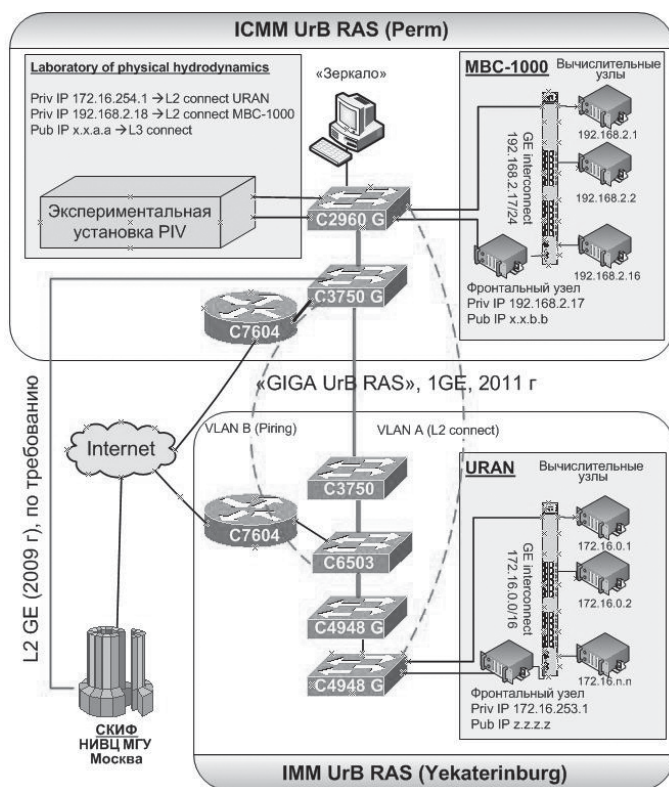 ICMM UrB RAS (Perm)
Laboratory of physical hydrodynamics
Priv IP 172.16.254.1 →L2 connect URAN
Priv IP 192.168.2.18 →L2 connect MBC-1000
Pub IP x.x.a.a →L3 connect
Экспериментальная
установка PIV
«Зеркало»
C2960 G
C3750 G
C7604
МВС-1000
Вычислительные
узлы
192.168.2.1
192.168.2.2
192.168.2.16
GE interconnect
192.168.2.17/24
Фронтальный узел
Priv IP 192.168.2.17
Pub IP x.x.b.b
«GIGA UrB RAS», 1GE, 2011 г
VLAN B (Piring)
VLAN A (L2 connect)
Internet
L2 GE (2009 г), по требованию
СКИФ
НИВЦ МГУ
Москва
C3750
C7604
C6503
C4948 G
C4948 G
URAN
Вычислительные
узлы
172.16.0.1
172.16.0.2
172.16.n.n
GE interconnect
172.16.0.0/16
Фронтальный узел
Priv IP 172.16.253.1
Pub IP z.z.z.z
IMM UrB RAS (Yekaterinburg)